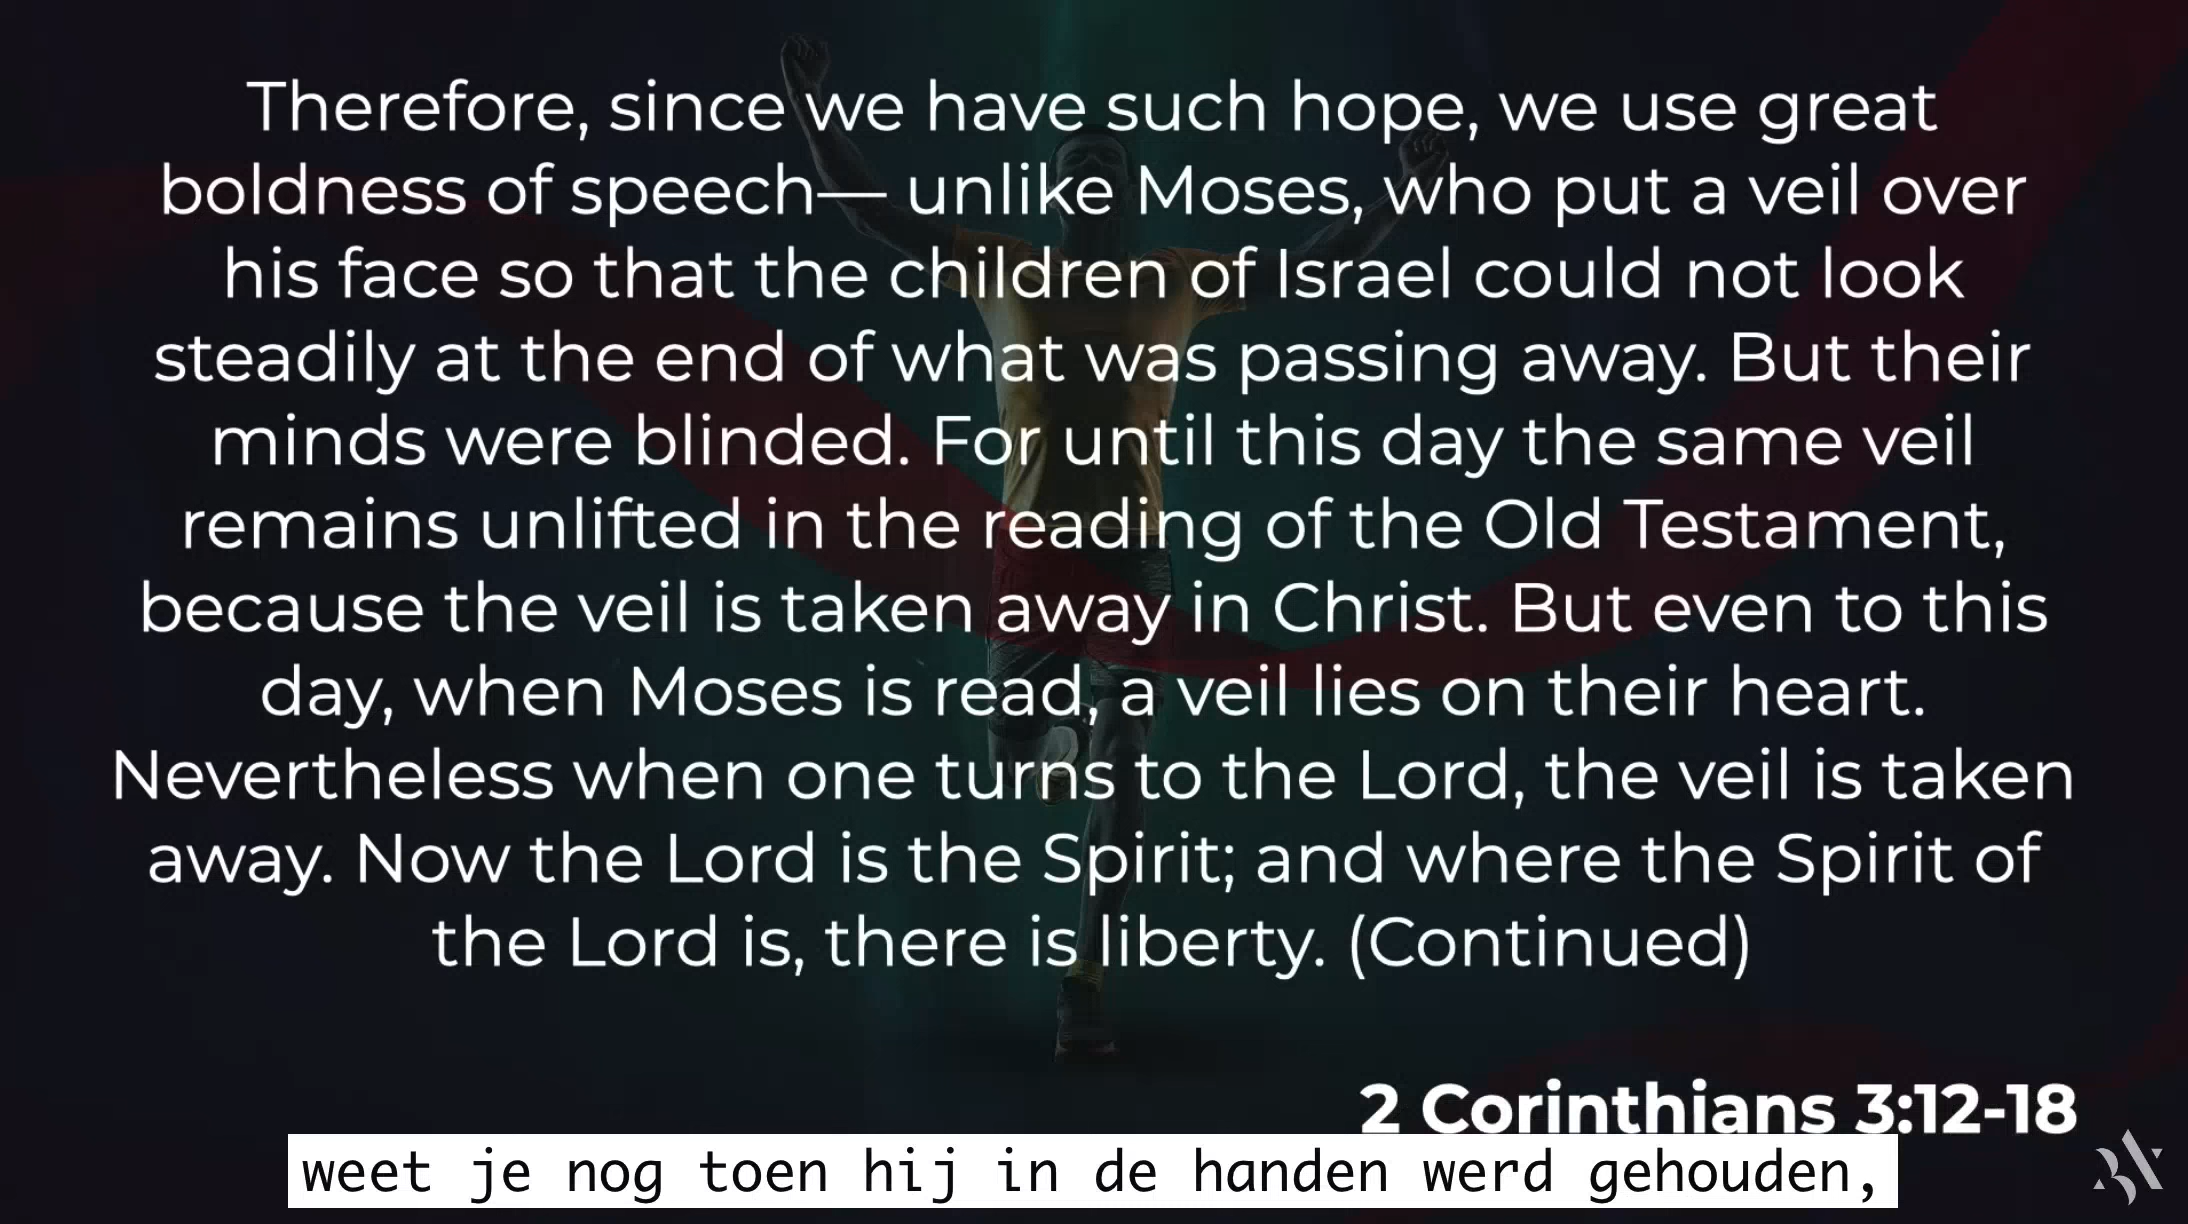 Therefore, since we have such hope, we use great
boldness of speech— unlike Moses, who put a veil over
his face so that the children of Israel could not look
steadily at the end of what was passing away. But their
minds were blinded. For until this day the same veil
remains unlifted in the reading of the Old Testament,
because the veil is taken away in Christ. But even to this
day, when Moses is read, a veil lies on their heart.
Nevertheless when one turns to the Lord, the veil is taken
away. Now the Lord is the Spirit; and where the Spirit of
the Lord is, there is liberty. (Continued)
2 Corinthians 3:12-18
weet je nog toen hij in de handen werd gehouden,